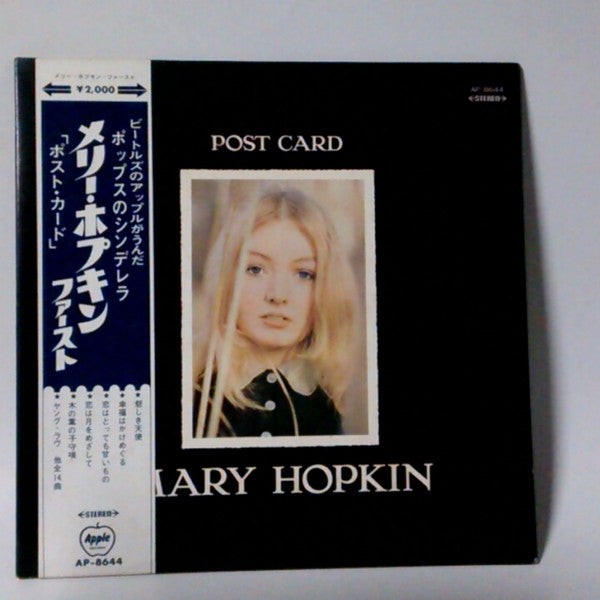 メリー・ホプキン・ファースト
¥2,000
ビートルズのアップルがうんだ
ポップスのシンデレラ
メリー・ホプキン
ファースト
「ポスト・カード」
悲しき天使
幸福はかけめぐる
恋はとっても甘いもの
恋は月をめざして
木の葉の子守唄
ヤング・ラヴ 他全14曲
STEREO
Apple
AP-8644
AP-8644
STEREO
POST CARD
MARY HOPKIN